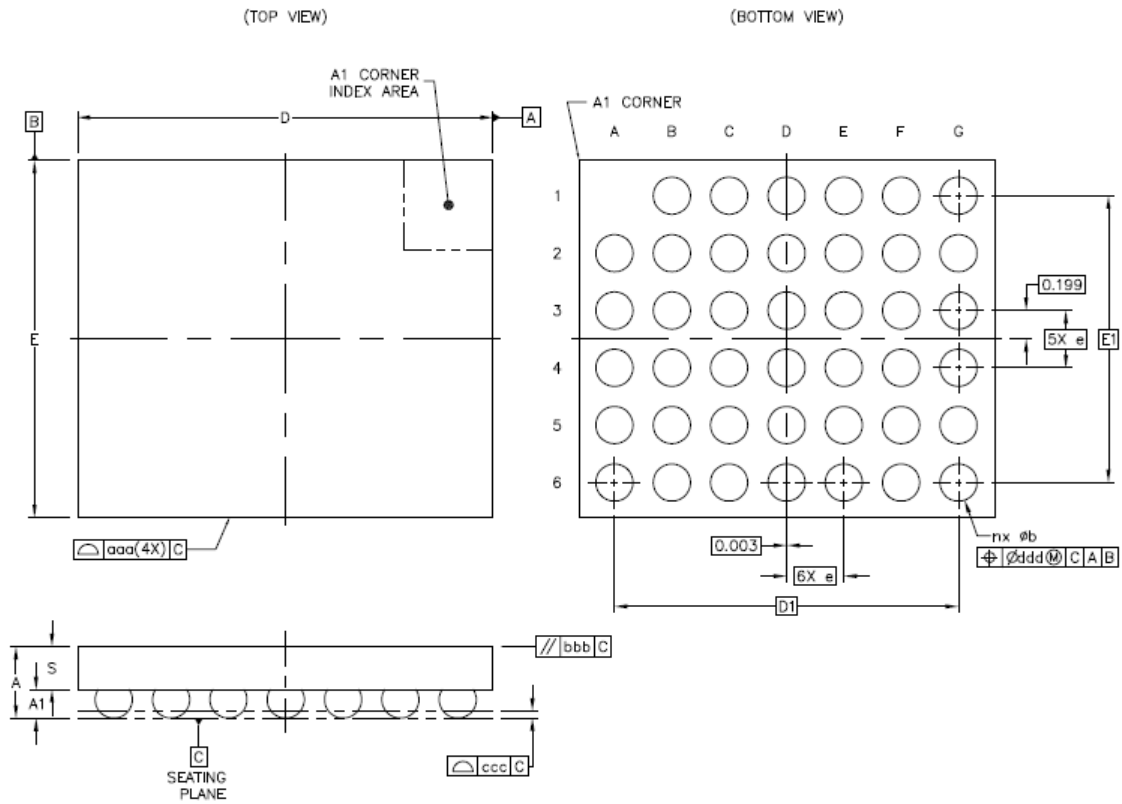 (TOP VIEW)
(BOTTOM VIEW)
A1 CORNER
INDEX AREA
B
D
A
E
aaa(4X) C
A1 CORNER
A B C D E F G
1
2
3
4
5
6
0.199
5X e
E1
0.003
6X e
D1
nx øb
⌖ Øddd Ⓜ C A B
// bbb C
A
S
A1
C
SEATING
PLANE
ccc C